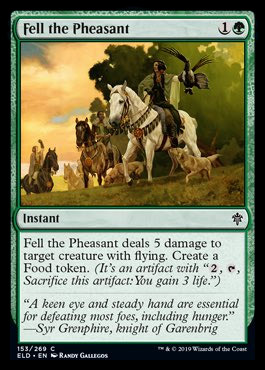 Fell the Pheasant 1
Instant
Fell the Pheasant deals 5 damage to
target creature with flying. Create a
Food token. (It's an artifact with “2, ,
Sacrifice this artifact: You gain 3 life.”)
“A keen eye and steady hand are essential
for defeating most foes, including hunger.”
—Syr Grenphire, knight of Garenbrig
153/269 C
ELD • EN Randy Gallegos
™ & © 2019 Wizards of the Coast